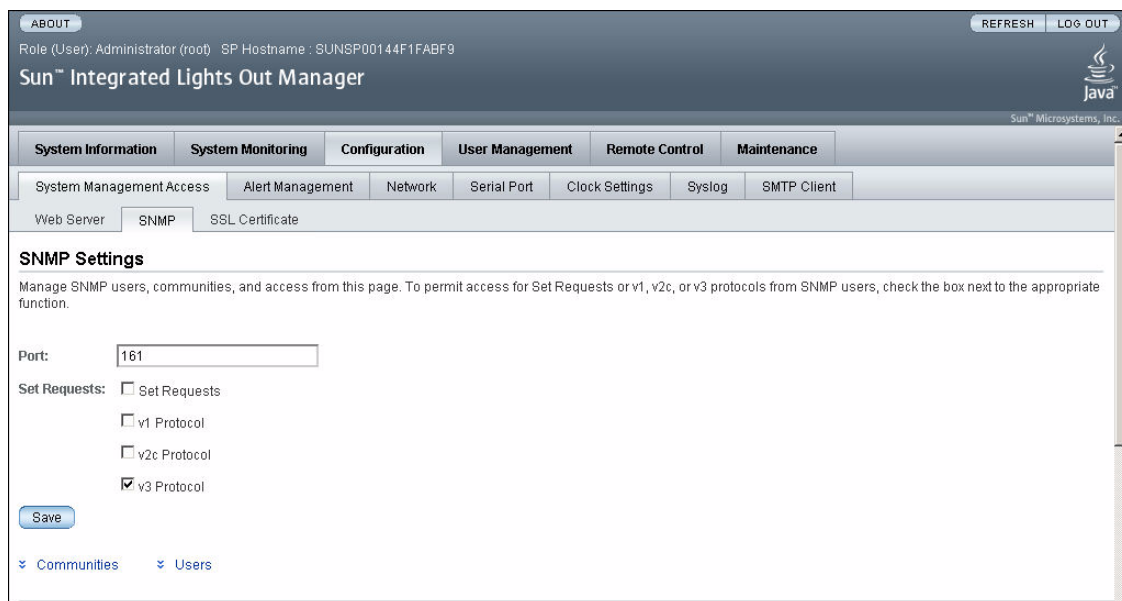 ABOUT
REFRESH
LOG OUT
Role (User): Administrator (root) SP Hostname : SUNSP00144F1FABF9
Sun™ Integrated Lights Out Manager
Java™
Sun™ Microsystems, Inc.
System Information
System Monitoring
Configuration
User Management
Remote Control
Maintenance
System Management Access
Alert Management
Network
Serial Port
Clock Settings
Syslog
SMTP Client
Web Server
SNMP
SSL Certificate
SNMP Settings
Manage SNMP users, communities, and access from this page. To permit access for Set Requests or v1, v2c, or v3 protocols from SNMP users, check the box next to the appropriate
function.
Port: 161
Set Requests: Set Requests
v1 Protocol
v2c Protocol
v3 Protocol
Save
Communities
Users